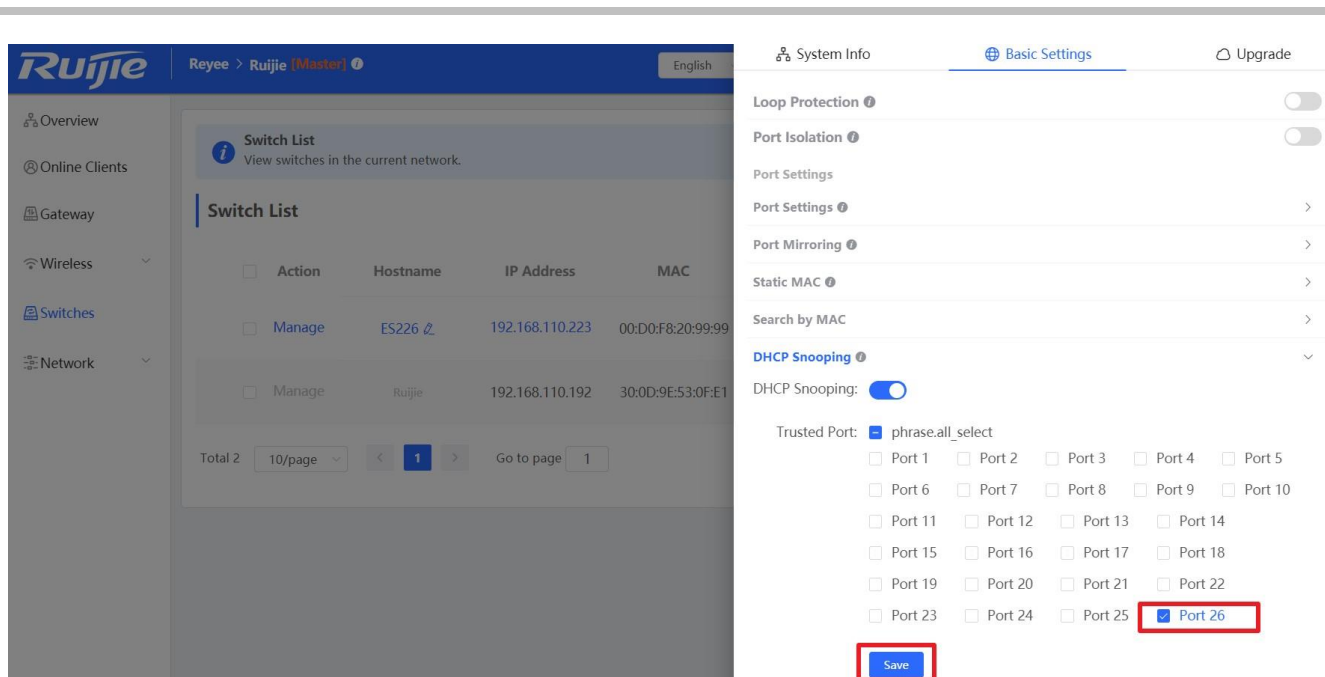 Ruijie
Reyee > Ruijie [Master]
English
System Info
Basic Settings
Upgrade
Overview
Online Clients
Gateway
Wireless
Switches
Network
Switch List
View switches in the current network.
Switch List
Action Hostname IP Address MAC
Manage ES226 192.168.110.223 00:D0:F8:20:99:99
Manage Ruijie 192.168.110.192 30:0D:9E:53:0F:E1
Total 2 10/page < 1 > Go to page 1
Loop Protection
Port Isolation
Port Settings
Port Settings
Port Mirroring
Static MAC
Search by MAC
DHCP Snooping
DHCP Snooping:
Trusted Port: phrase.all_select
Port 1 Port 2 Port 3 Port 4 Port 5
Port 6 Port 7 Port 8 Port 9 Port 10
Port 11 Port 12 Port 13 Port 14
Port 15 Port 16 Port 17 Port 18
Port 19 Port 20 Port 21 Port 22
Port 23 Port 24 Port 25 Port 26
Save